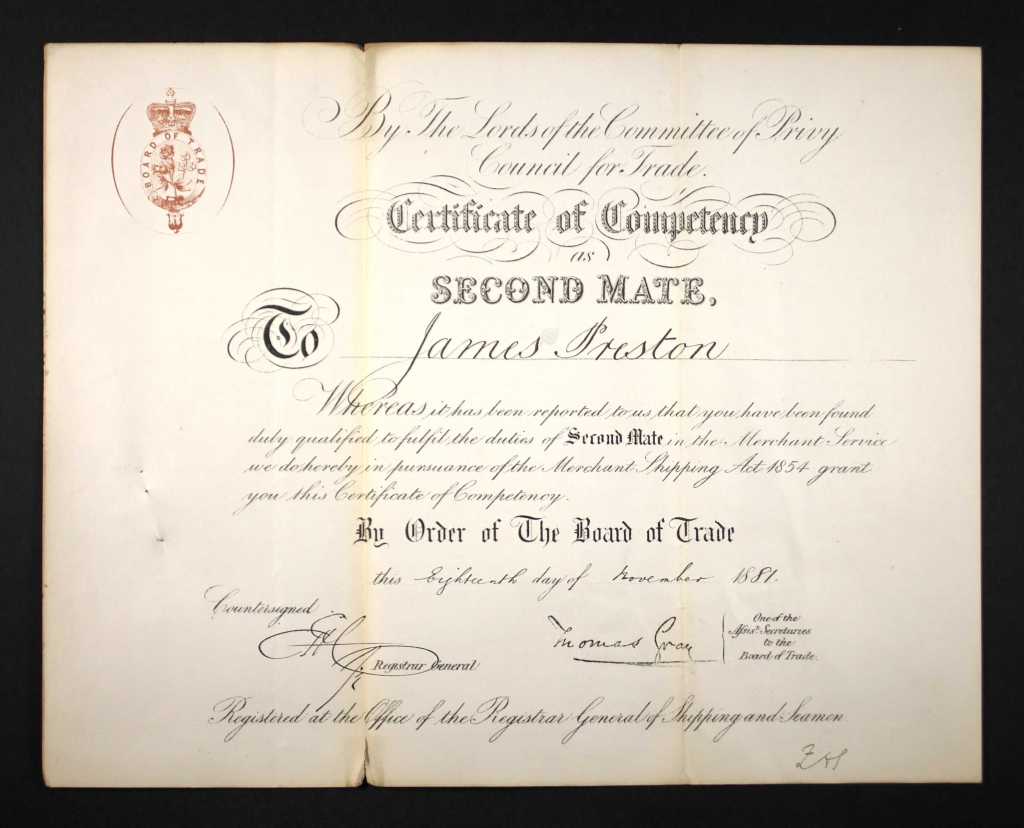 BOARD OF TRADE
By The Lords of the Committee of Privy
Council for Trade.
Certificate of Competency
as
SECOND MATE.
To James Preston
Whereas it has been reported to us that you have been found
duly qualified to fulfil the duties of Second Mate in the Merchant Service
we do hereby in pursuance of the Merchant Shipping Act 1854 grant
you this Certificate of Competency.
By Order of The Board of Trade
this Eighteenth day of November 1881.
Countersigned
Registrar General
Thomas Gray
One of the
Assist. Secretaries
to the
Board of Trade.
Registered at the Office of the Registrar General of Shipping and Seamen